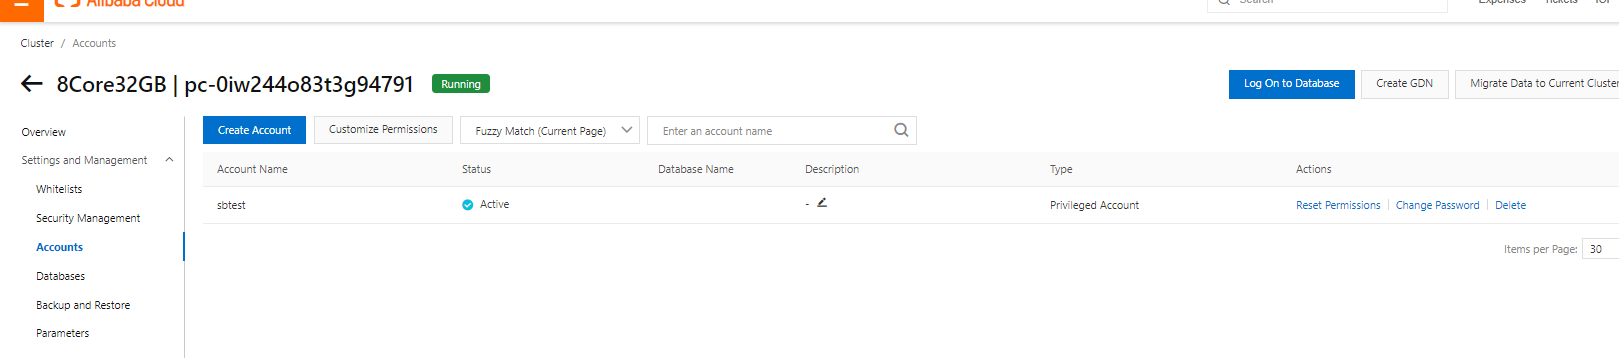 Alibaba Cloud
Search
Expenses Tickets
Cluster / Accounts
8Core32GB | pc-0iw244o83t3g94791 Running
Log On to Database Create GDN Migrate Data to Current Cluster
Overview
Settings and Management
Whitelists
Security Management
Accounts
Databases
Backup and Restore
Parameters
Create Account Customize Permissions Fuzzy Match (Current Page) Enter an account name
Account Name Status Database Name Description Type Actions
sbtest Active - Privileged Account Reset Permissions Change Password Delete
Items per Page: 30